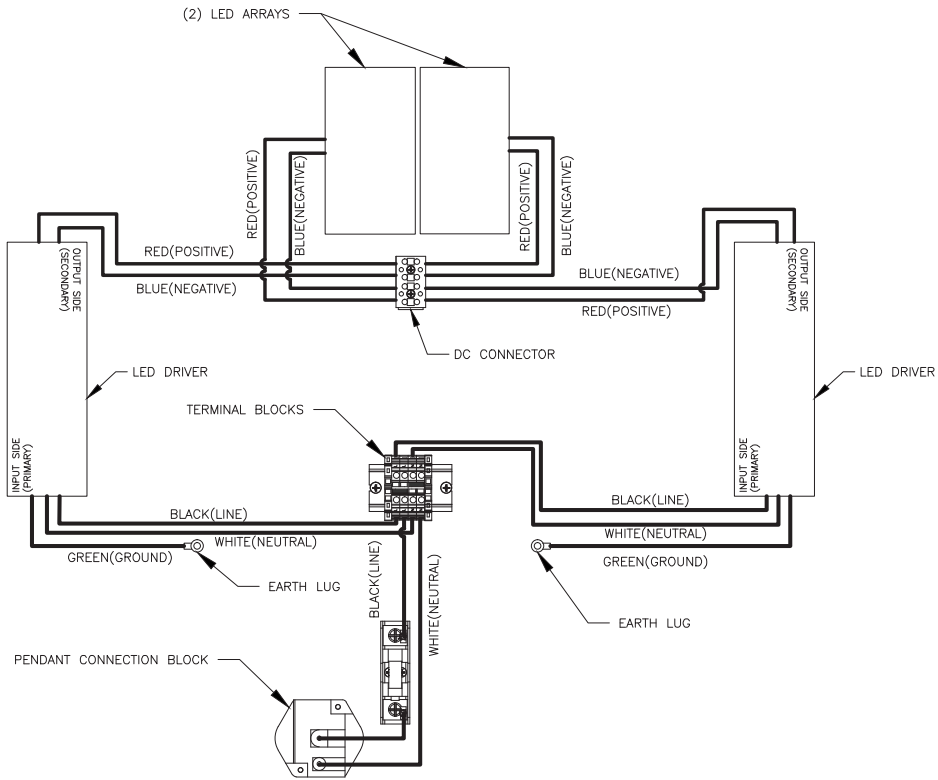 (2) LED ARRAYS
RED(POSITIVE)
BLUE(NEGATIVE)
RED(POSITIVE)
BLUE(NEGATIVE)
OUTPUT SIDE
(SECONDARY)
RED(POSITIVE)
BLUE(NEGATIVE)
BLUE(NEGATIVE)
RED(POSITIVE)
OUTPUT SIDE
(SECONDARY)
DC CONNECTOR
LED DRIVER
LED DRIVER
TERMINAL BLOCKS
INPUT SIDE
(PRIMARY)
INPUT SIDE
(PRIMARY)
BLACK(LINE)
WHITE(NEUTRAL)
GREEN(GROUND)
BLACK(LINE)
WHITE(NEUTRAL)
GREEN(GROUND)
EARTH LUG
BLACK(LINE)
WHITE(NEUTRAL)
EARTH LUG
PENDANT CONNECTION BLOCK